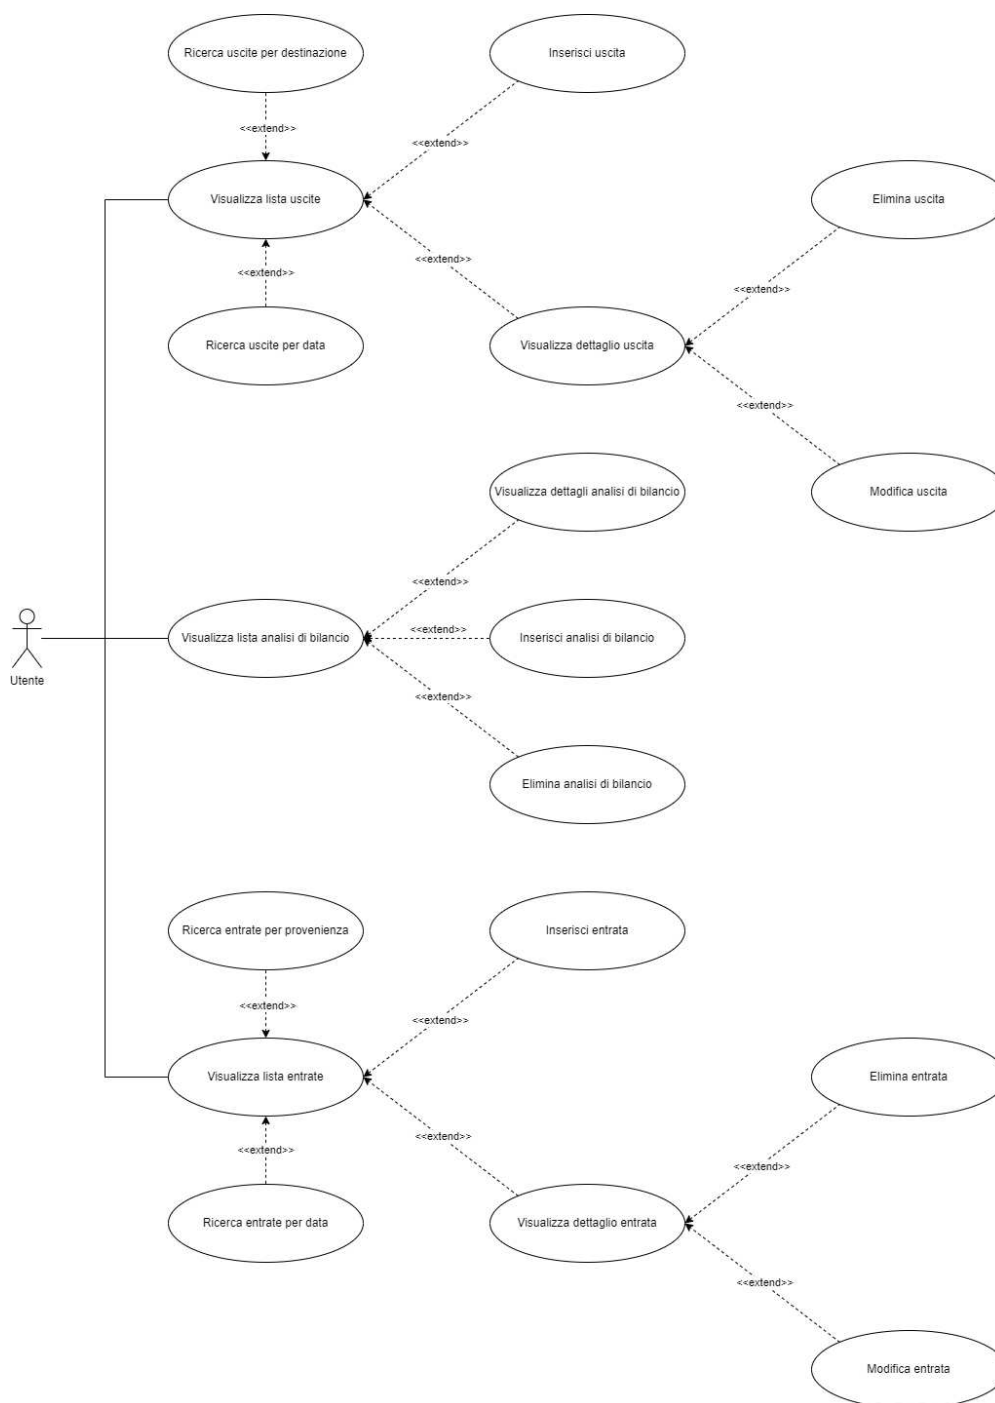 Ricerca uscite per destinazione
Inserisci uscita
<<extend>>
<<extend>>
Visualizza lista uscite
Elimina uscita
<<extend>>
<<extend>>
<<extend>>
Ricerca uscite per data
Visualizza dettaglio uscita
<<extend>>
Visualizza dettagli analisi di bilancio
Modifica uscita
<<extend>>
<<extend>>
Visualizza lista analisi di bilancio
Inserisci analisi di bilancio
Utente
<<extend>>
Elimina analisi di bilancio
Ricerca entrate per provenienza
Inserisci entrata
<<extend>>
<<extend>>
Visualizza lista entrate
Elimina entrata
<<extend>>
<<extend>>
<<extend>>
Ricerca entrate per data
Visualizza dettaglio entrata
<<extend>>
Modifica entrata